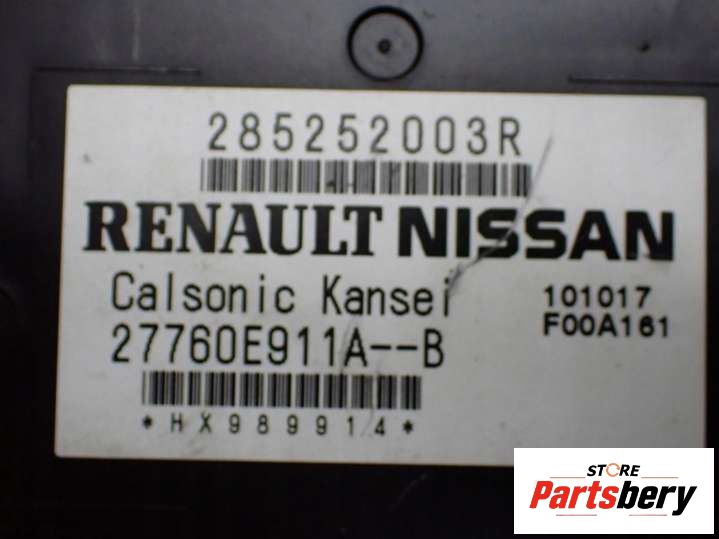 285252003R
RENAULT NISSAN
Calsonic Kansei 101017
27760E911A--B F00A161
*HX989914*
STORE
Partsbery